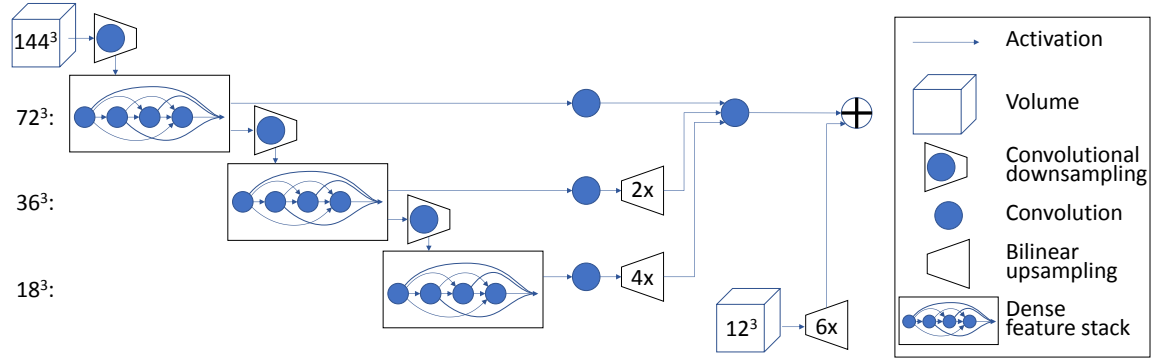 144³
72³:
36³:
2x
18³:
4x
12³
6x
Activation
Volume
Convolutional
downsampling
Convolution
Bilinear
upsampling
Dense
feature stack